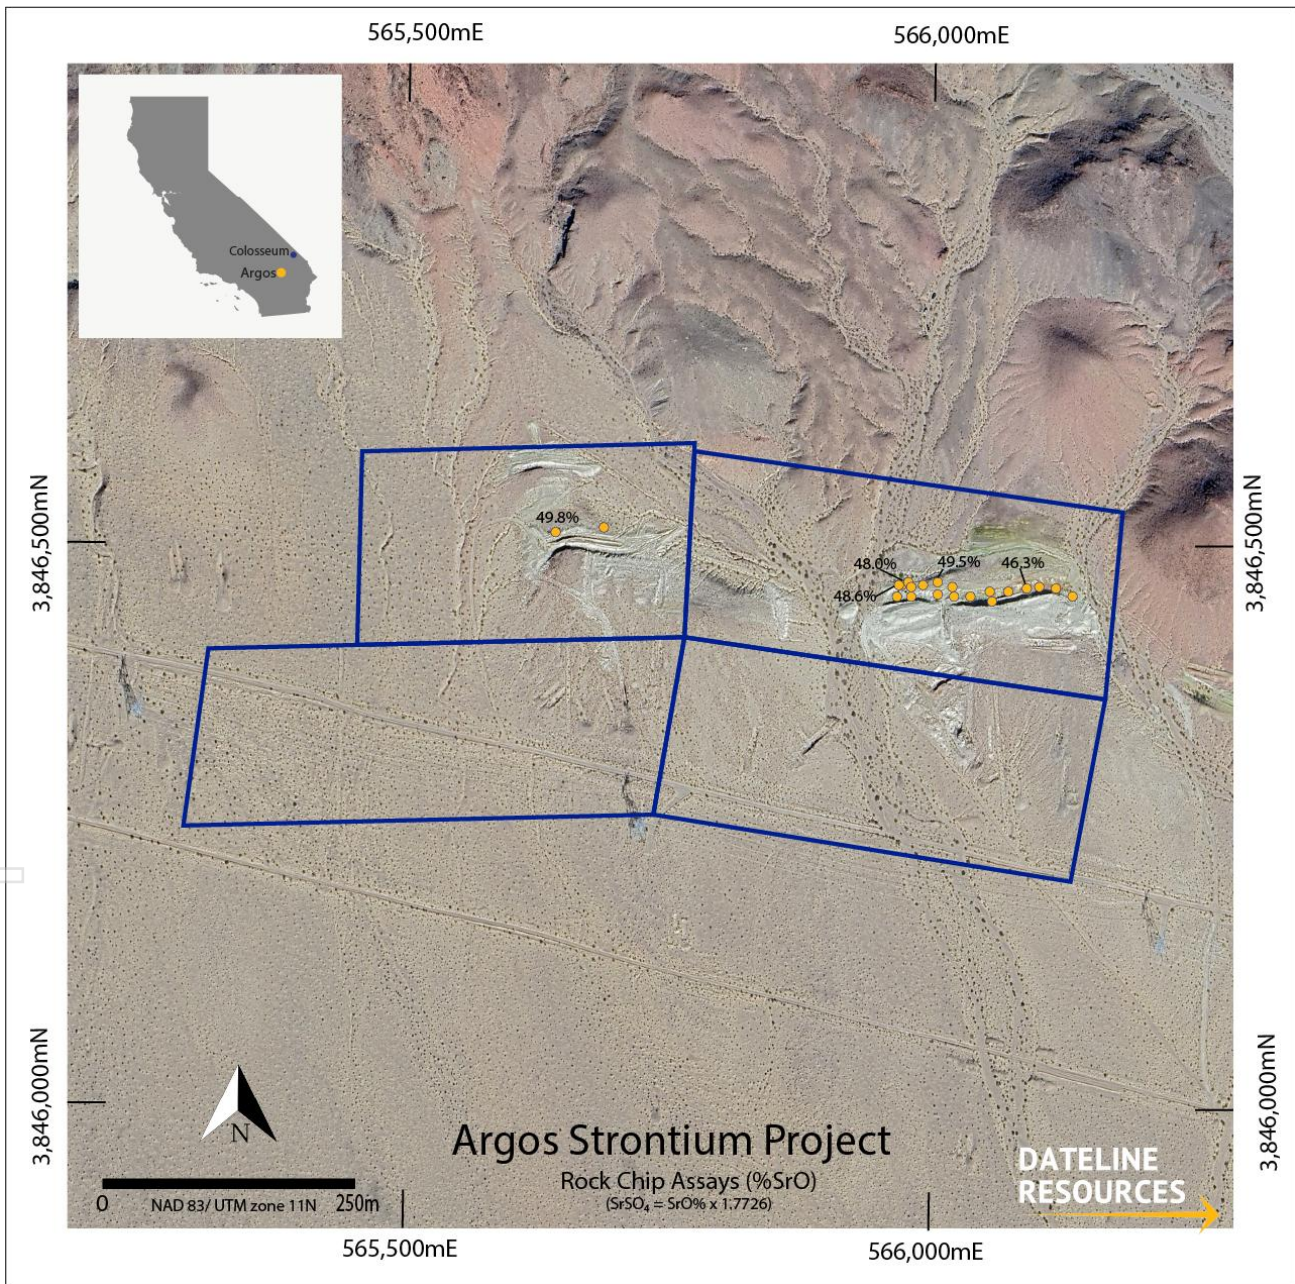 565,500mE
566,000mE
Colosseum
Argos
3,846,500mN
3,846,500mN
49.8%
48.0%
49.5%
46.3%
48.6%
3,846,000mN
3,846,000mN
N
Argos Strontium Project
Rock Chip Assays (%SrO)
(SrSO₄ = SrO% x 1.7726)
0
NAD 83/ UTM zone 11N
250m
DATELINE
RESOURCES
565,500mE
566,000mE